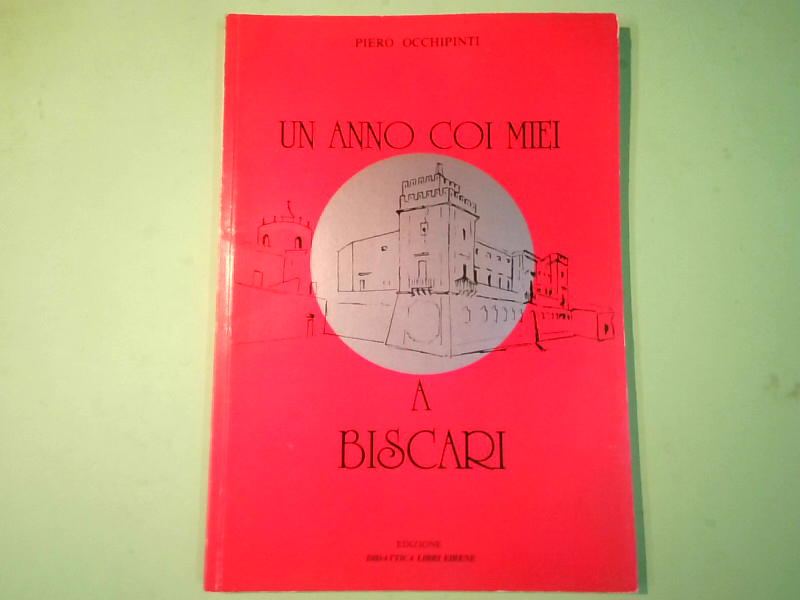 PIERO OCCHIPINTI
UN ANNO COI MIEI
A
BISCARI
EDIZIONE
DIDATTICA LIBRI EIRENE